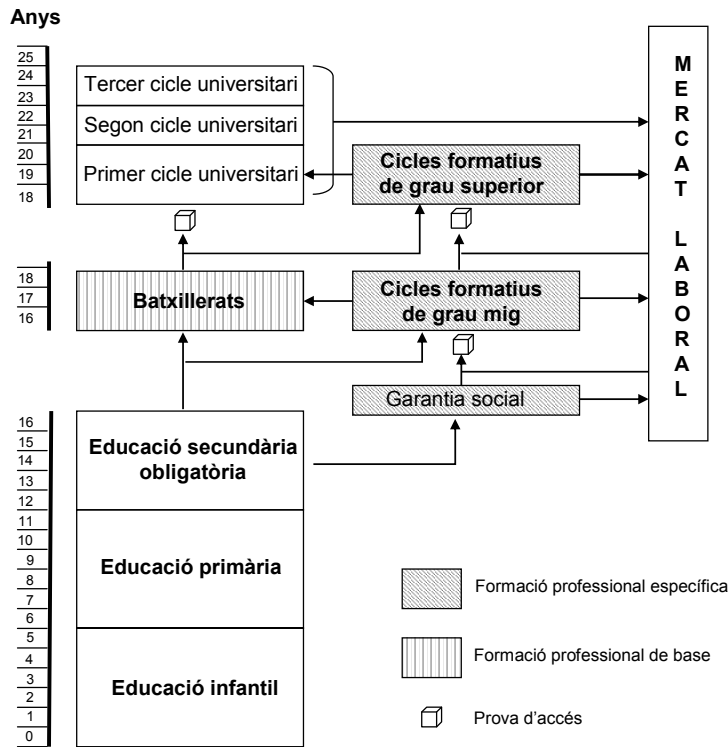 Anys
25
24
23
22
21
20
19
18
Tercer cicle universitari
Segon cicle universitari
Primer cicle universitari
Cicles formatius
de grau superior
MERCAT LABORAL
18
17
16
Batxillerats
Cicles formatius
de grau mig
Garantia social
16
15
14
13
12
11
10
9
8
7
6
5
4
3
2
1
0
Educació secundària
obligatòria
Educació primària
Educació infantil
Formació professional específica
Formació professional de base
Prova d'accés